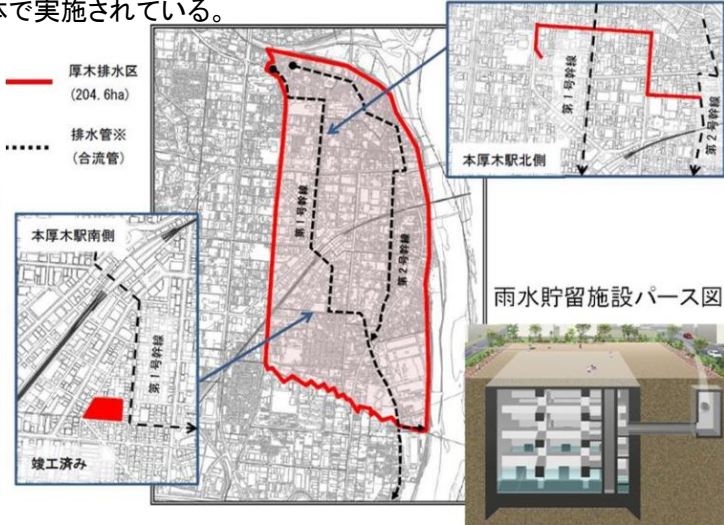 体で実施されている。
厚木排水区
(204.6ha)
排水管※
(合流管)
第1号幹線
第2号幹線
本厚木駅北側
第1号幹線
第2号幹線
本厚木駅南側
第1号幹線
竣工済み
雨水貯留施設パース図